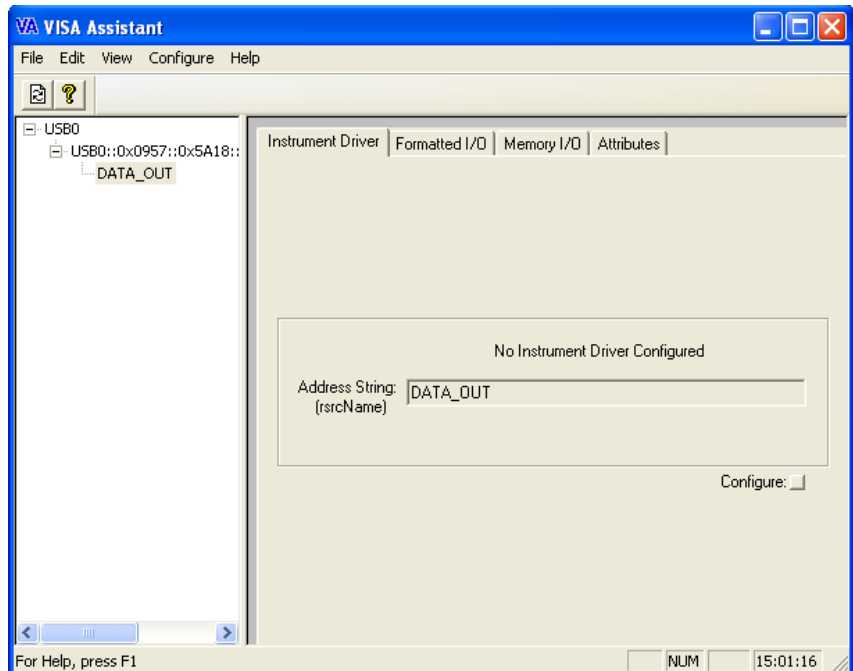 VA VISA Assistant
File Edit View Configure Help
USB0
USB0::0x0957::0x5A18::
DATA_OUT
Instrument Driver Formatted I/O Memory I/O Attributes
No Instrument Driver Configured
Address String: DATA_OUT
(rsrcName)
Configure:
For Help, press F1 NUM 15:01:16